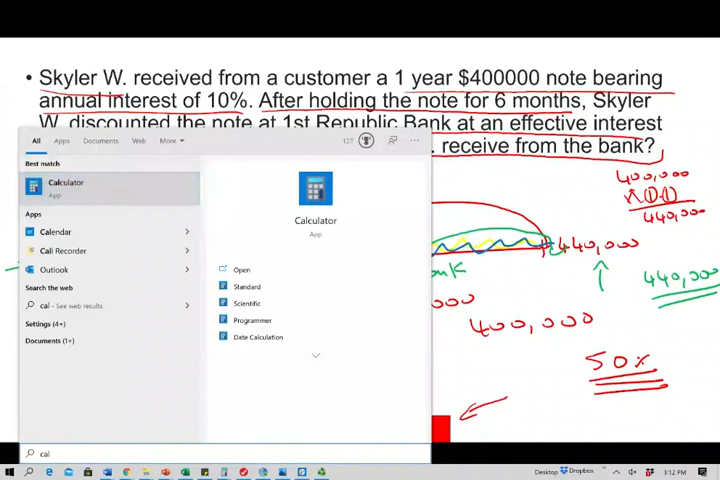 • Skyler W. received from a customer a 1 year $400000 note bearing
annual interest of 10%. After holding the note for 6 months, Skyler
W. discounted the note at 1st Republic Bank at an effective interest
. receive from the bank?
400,000
440,000
440,000
440,000
400,000
50%
All
Apps
Documents
Web
More
Best match
Calculator
App
Apps
Calendar
Call Recorder
Outlook
Search the web
cal - See web results
Settings (4+)
Documents (1+)
Calculator
App
Open
Standard
Scientific
Programmer
Date Calculation
cal
Desktop
Dropbox
3:12 PM